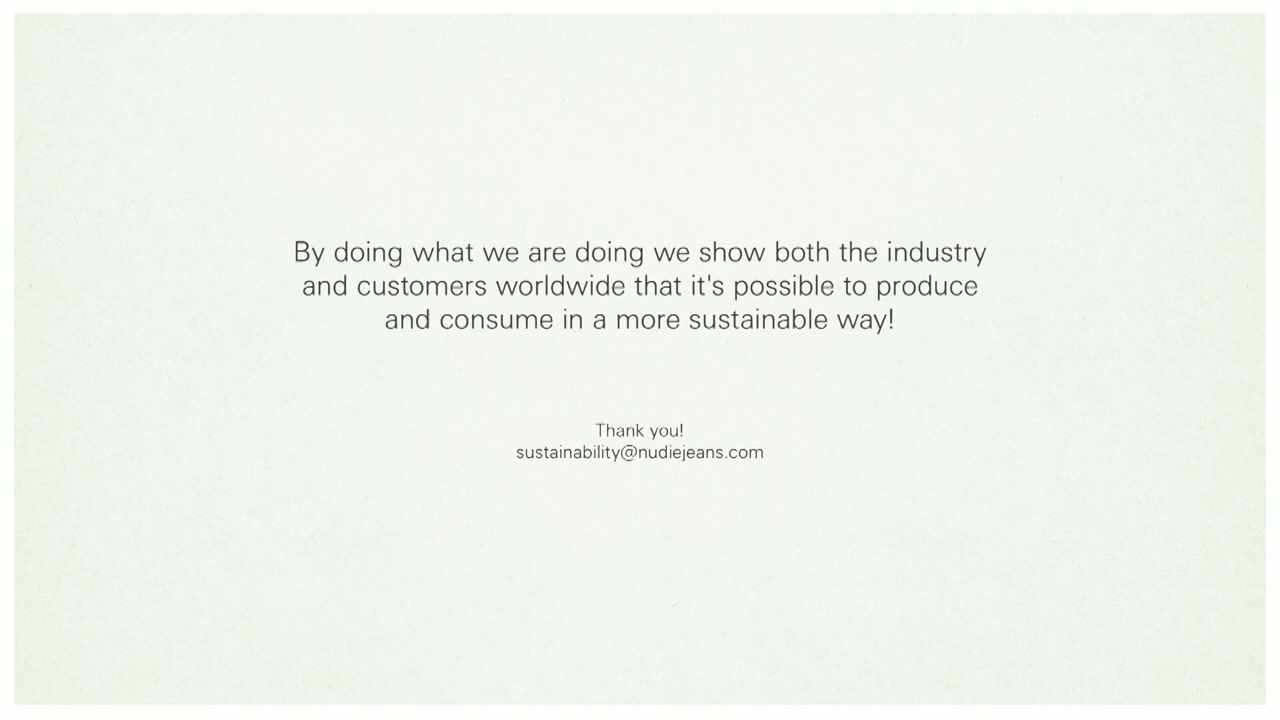 By doing what we are doing we show both the industry
and customers worldwide that it's possible to produce
and consume in a more sustainable way!
Thank you!
sustainability@nudiejeans.com